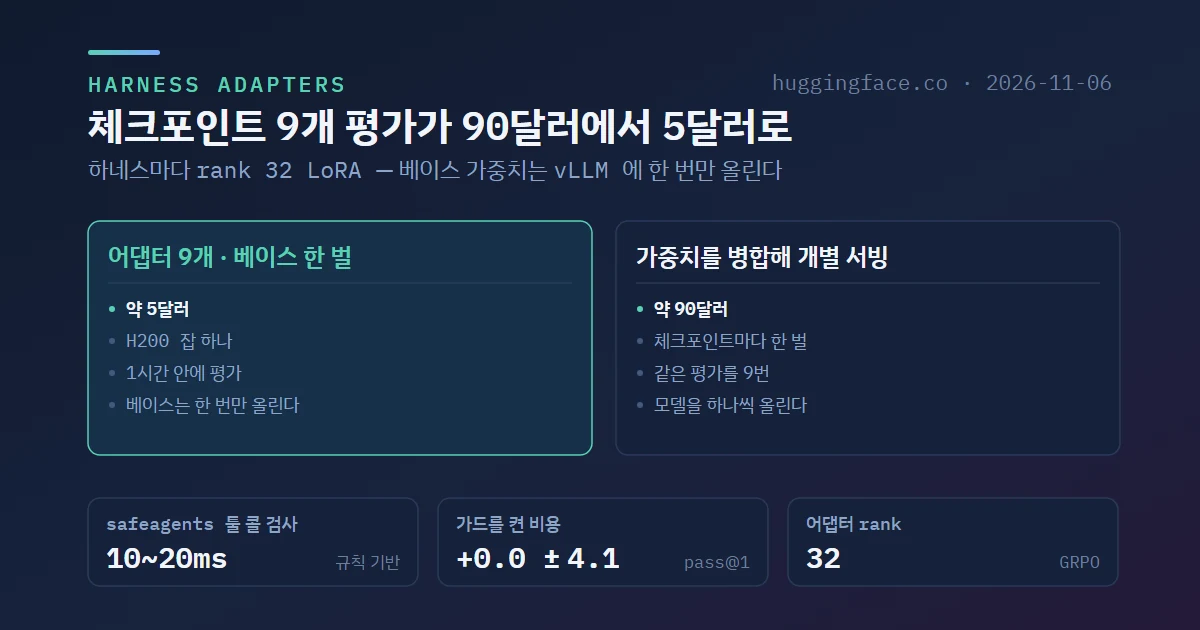 HARNESS ADAPTERS
huggingface.co · 2026-11-06
체크포인트 9개 평가가 90달러에서 5달러로
하네스마다 rank 32 LoRA — 베이스 가중치는 vLLM 에 한 번만 올린다
어댑터 9개 · 베이스 한 벌
약 5달러
H200 잡 하나
1시간 안에 평가
베이스는 한 번만 올린다
가중치를 병합해 개별 서빙
약 90달러
체크포인트마다 한 벌
같은 평가를 9번
모델을 하나씩 올린다
safeagents 툴 콜 검사
10~20ms
규칙 기반
가드를 켠 비용
+0.0 ±4.1
pass@1
어댑터 rank
32
GRPO